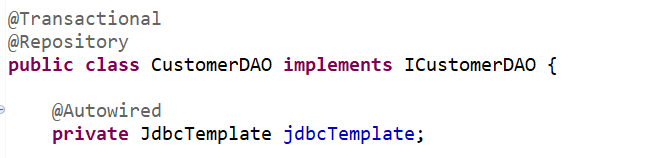 @Transactional
@Repository
public class CustomerDAO implements ICustomerDAO {
@Autowired
private JdbcTemplate jdbcTemplate;